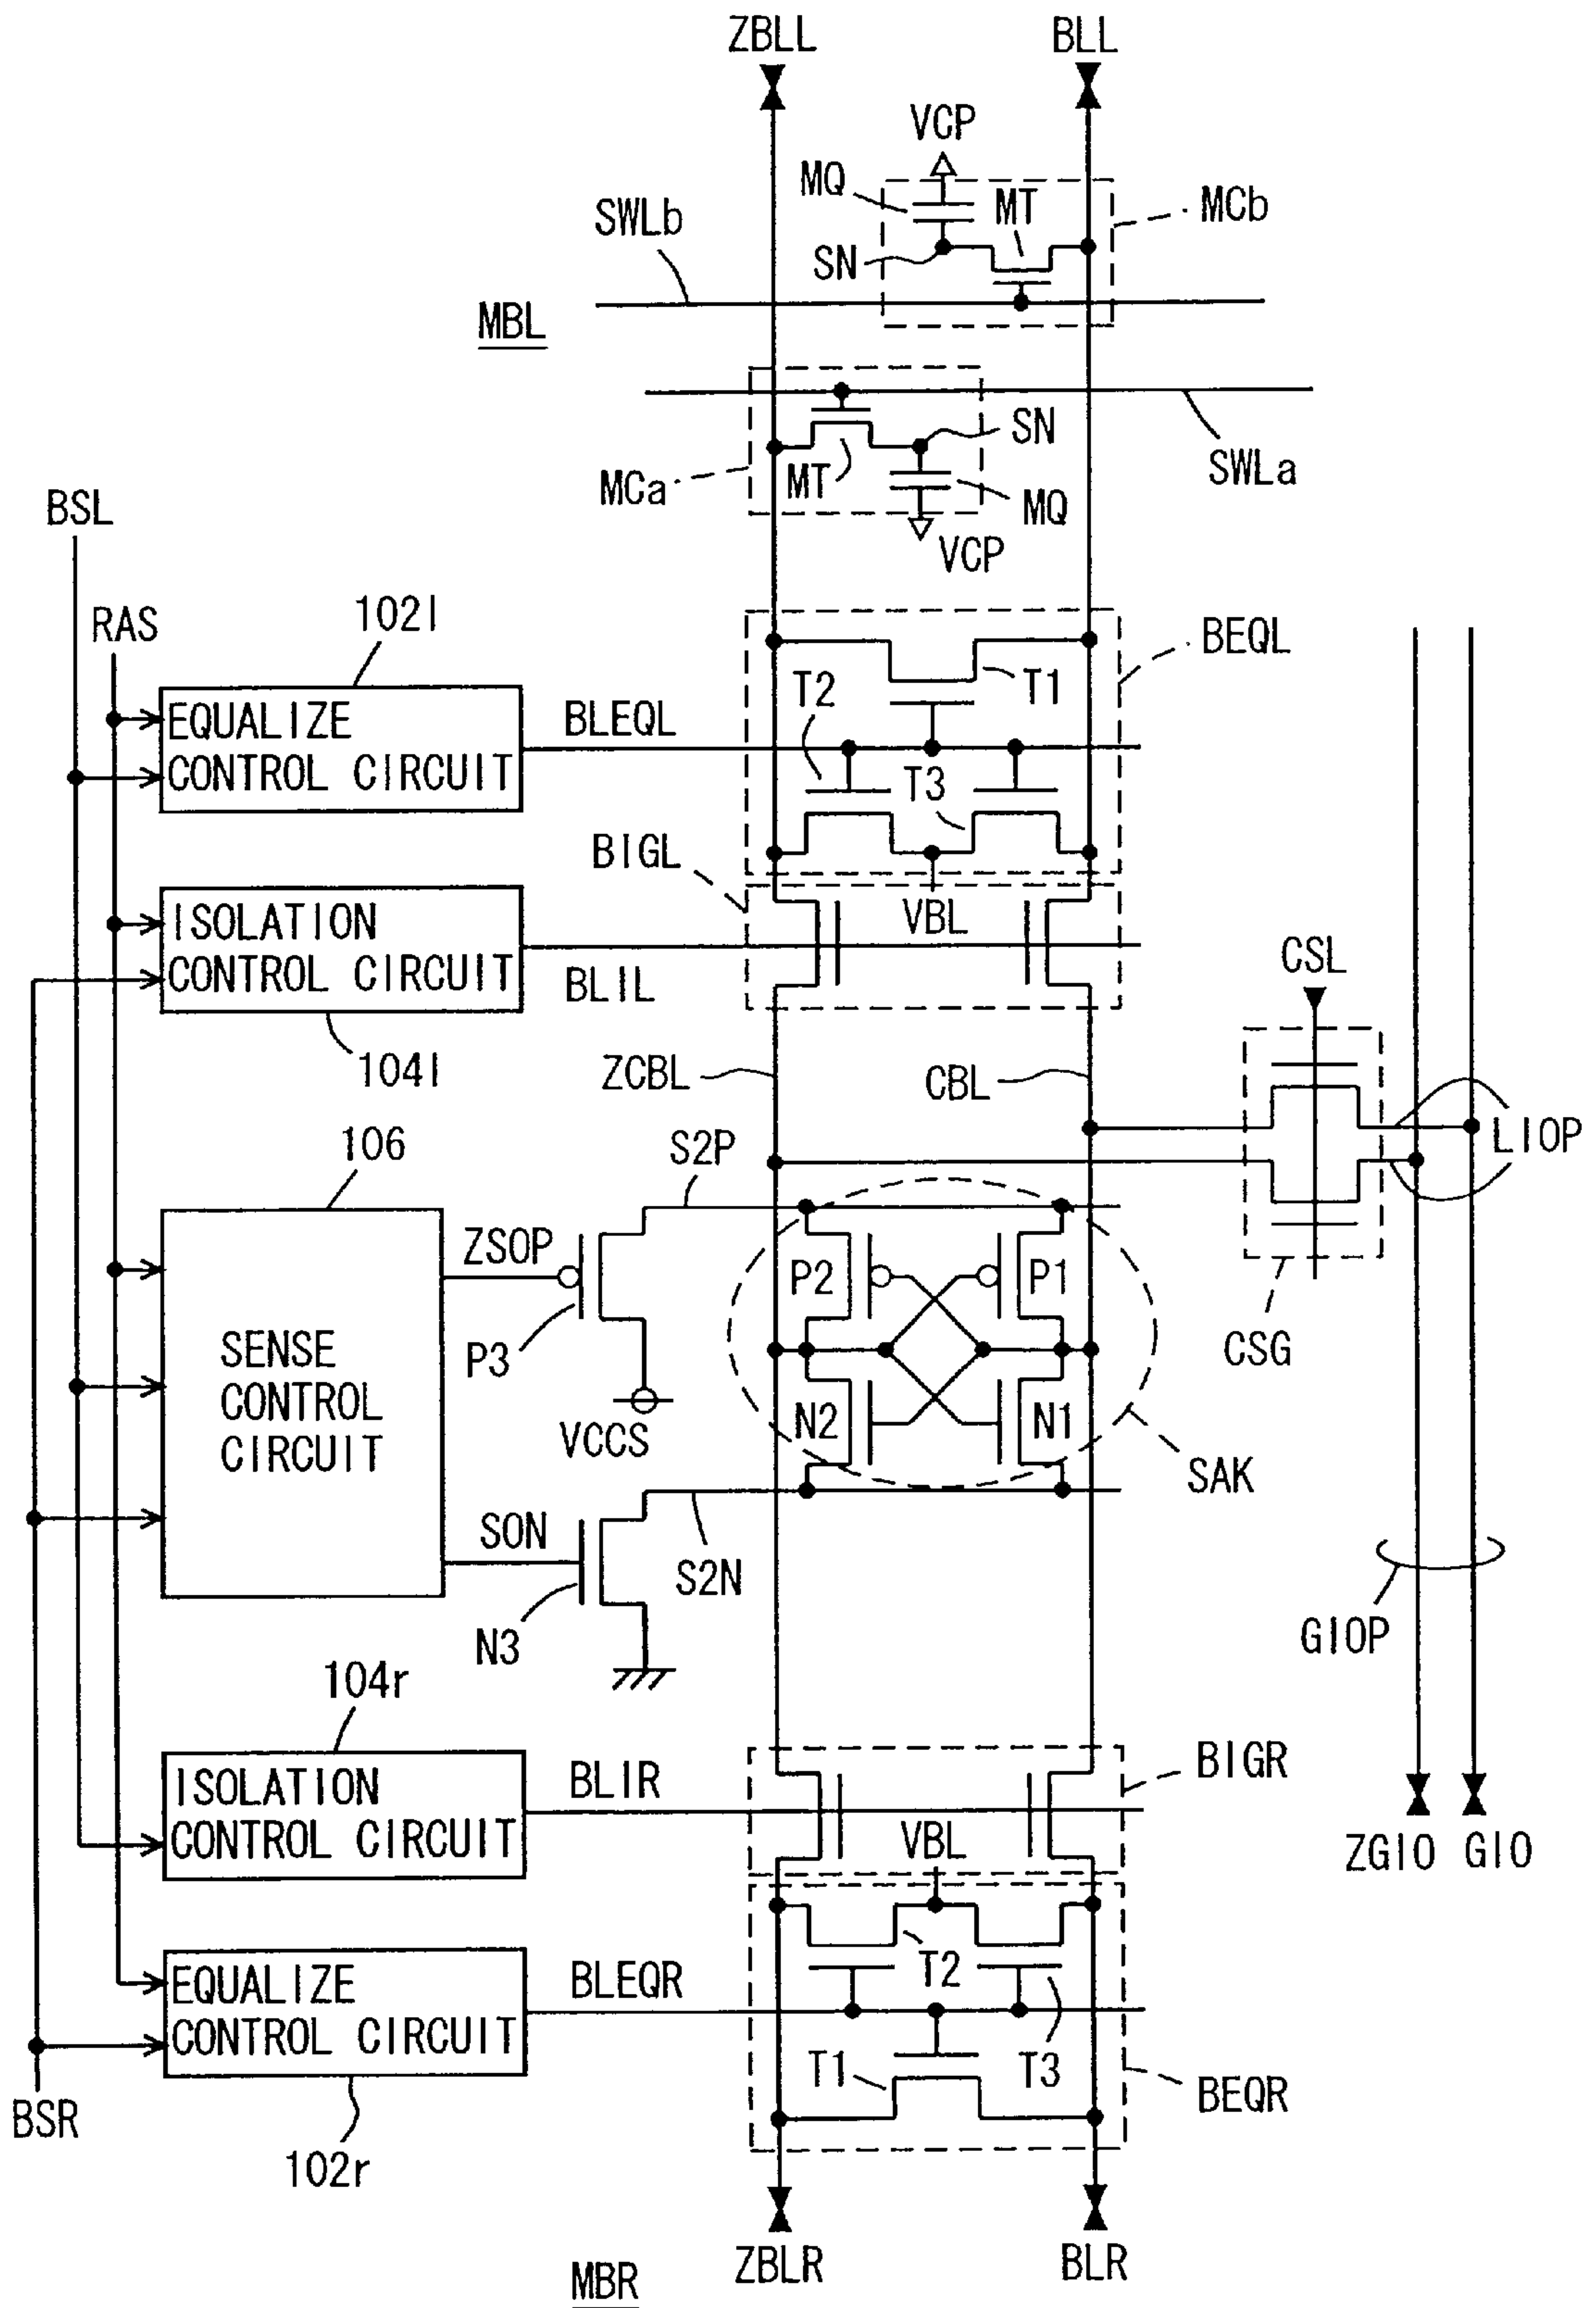 ZBLL
BLL
VCP
MQ
MT
MCb
SWLb
SN
MBL
SN
MCa
MT
MQ
SWLa
VCP
BSL
RAS
102l
BEQL
T2
T1
EQUALIZE
CONTROL CIRCUIT
BLEQL
T3
BIGL
ISOLATION
CONTROL CIRCUIT
VBL
BLIL
CSL
104l
ZCBL
CBL
LIOP
106
S2P
ZSOP
P2
P1
P3
CSG
SENSE
CONTROL
CIRCUIT
VCCS
N2
N1
SAK
SON
S2N
N3
GIOP
104r
ISOLATION
CONTROL CIRCUIT
BLIR
BIGR
VBL
ZGIO
GIO
EQUALIZE
CONTROL CIRCUIT
BLEQR
T2
T1
T3
BEQR
BSR
102r
ZBLR
BLR
MBR